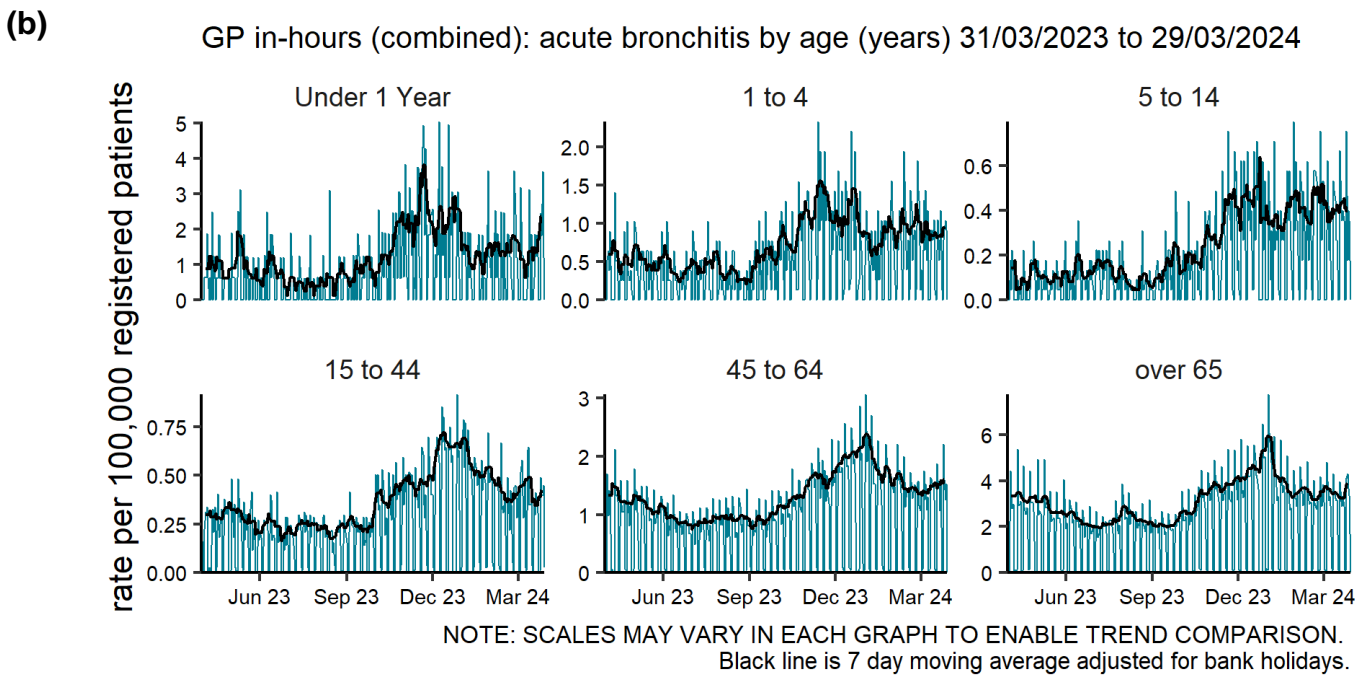 (b)
GP in-hours (combined): acute bronchitis by age (years) 31/03/2023 to 29/03/2024
rate per 100,000 registered patients
Under 1 Year
1 to 4
5 to 14
5
4
3
2
1
0
2.0
1.5
1.0
0.5
0.0
0.6
0.4
0.2
0.0
15 to 44
45 to 64
over 65
0.75
0.50
0.25
0.00
3
2
1
0
6
4
2
0
Jun 23 Sep 23 Dec 23 Mar 24
Jun 23 Sep 23 Dec 23 Mar 24
Jun 23 Sep 23 Dec 23 Mar 24
NOTE: SCALES MAY VARY IN EACH GRAPH TO ENABLE TREND COMPARISON.
Black line is 7 day moving average adjusted for bank holidays.